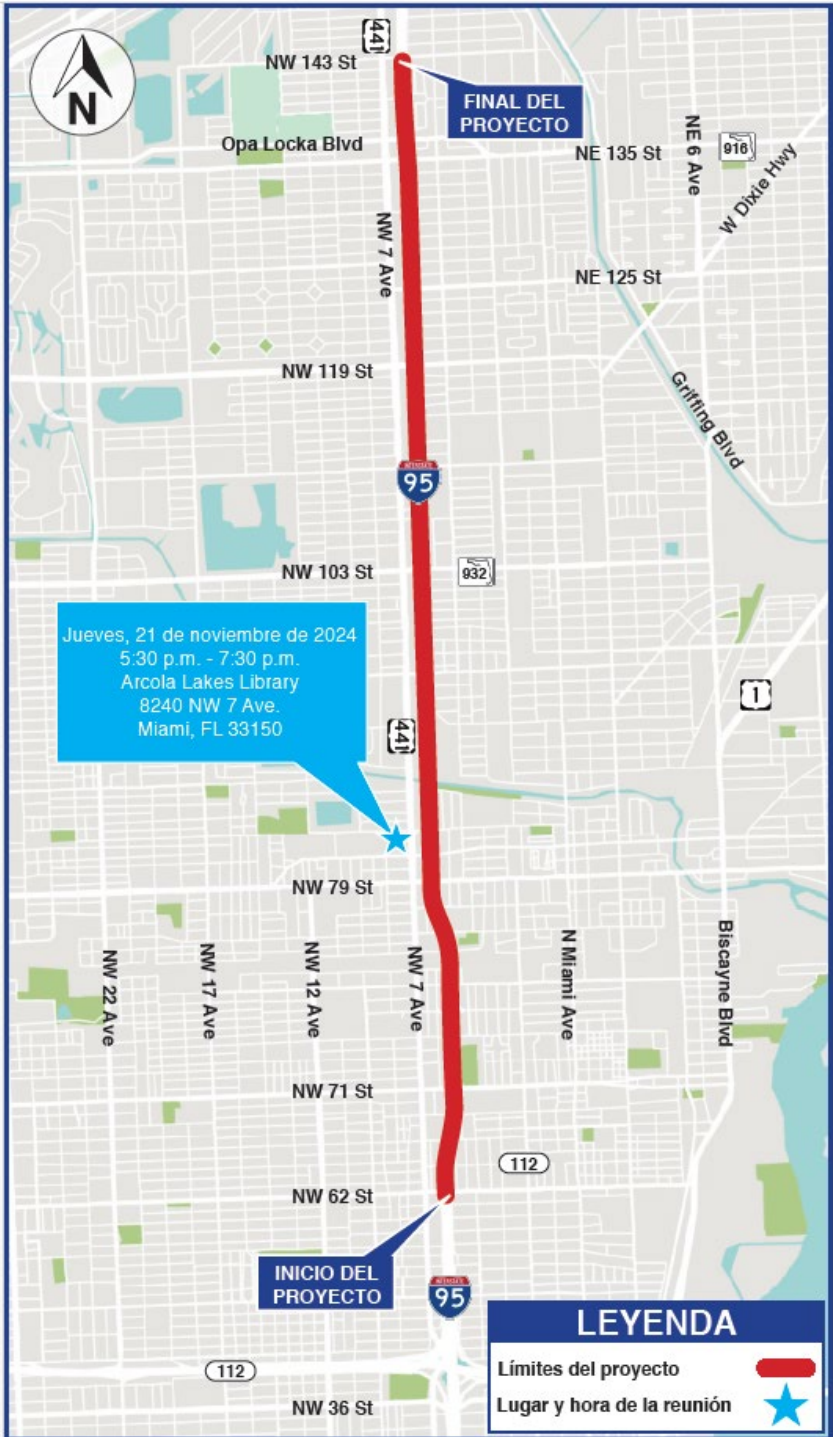 441
NW 143 St
N
FINAL DEL
PROYECTO
Opa Locka Blvd
NE 135 St
NE 6 Ave
916
W Dixie Hwy
NW 7 Ave
NE 125 St
NW 119 St
Griffing Blvd
INTERSTATE
95
NW 103 St
932
Jueves, 21 de noviembre de 2024
5:30 p.m. - 7:30 p.m.
Arcola Lakes Library
8240 NW 7 Ave.
Miami, FL 33150
1
441
NW 79 St
NW 22 Ave
NW 17 Ave
NW 12 Ave
NW 7 Ave
N Miami Ave
Biscayne Blvd
NW 71 St
112
NW 62 St
INICIO DEL
PROYECTO
INTERSTATE
95
112
NW 36 St
LEYENDA
Límites del proyecto
Lugar y hora de la reunión